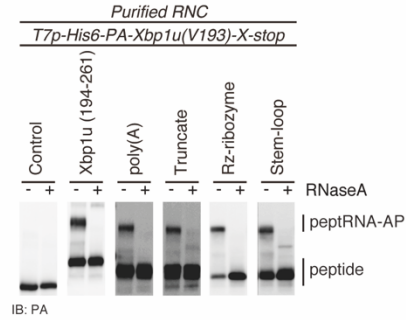 Purified RNC
T7p-His6-PA-Xbp1u(V193)-X-stop
Control
Xbp1u (194-261)
poly(A)
Truncate
Rz-ribozyme
Stem-loop
- + - + - + - + - + - + RNaseA
peptRNA-AP
peptide
IB: PA